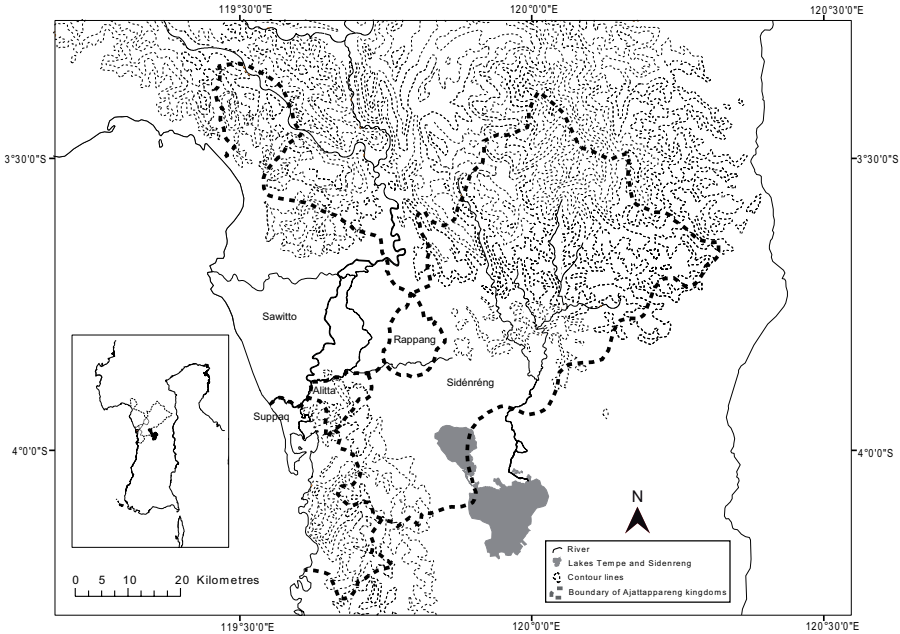 119°30'0"E 120°0'0"E 120°30'0"E
3°30'0"S 3°30'0"S
Sawitto
Rappang
Sidénréng
Alitta
Suppaq
4°0'0"S 4°0'0"S
N
River
Lakes Tempe and Sidenreng
Contour lines
Boundary of Ajattappareng kingdoms
0 5 10 20 Kilometres
119°30'0"E 120°0'0"E 120°30'0"E